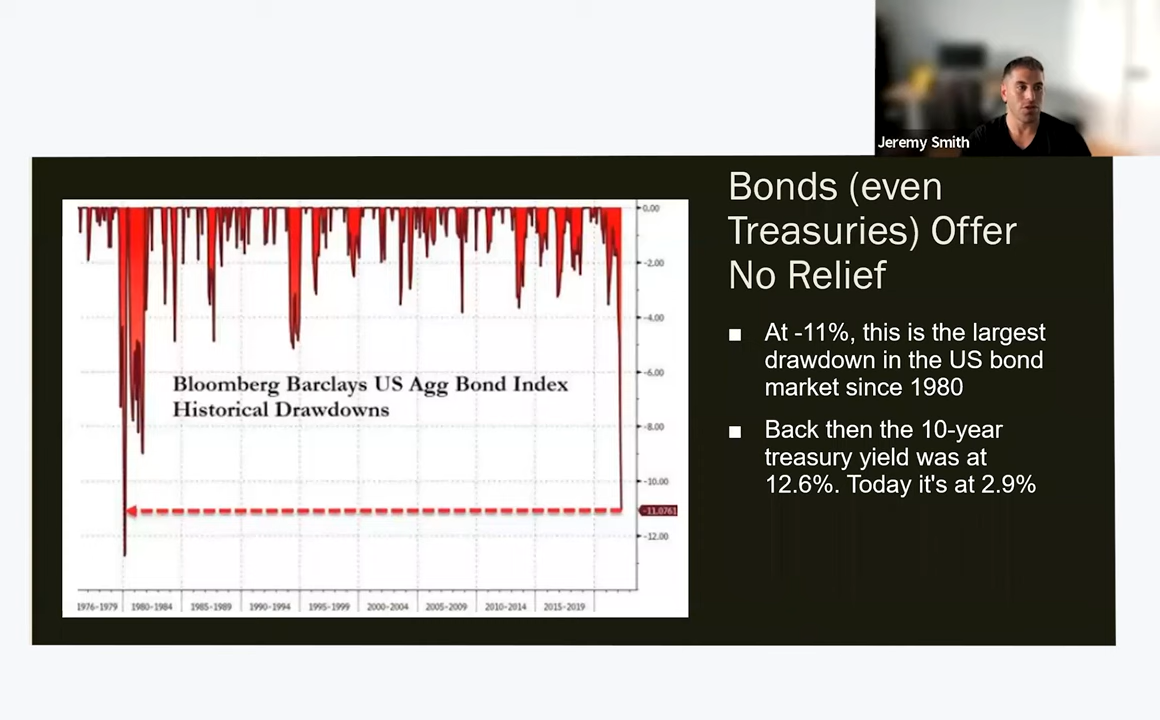 Jeremy Smith
Bonds (even
Treasuries) Offer
No Relief
■ At -11%, this is the largest
drawdown in the US bond
market since 1980
■ Back then the 10-year
treasury yield was at
12.6%. Today it's at 2.9%
Bloomberg Barclays US Agg Bond Index
Historical Drawdowns
0.00
-2.00
-4.00
-6.00
-8.00
-10.00
-11.0761
-12.00
1976-1979 1980-1984 1985-1989 1990-1994 1995-1999 2000-2004 2005-2009 2010-2014 2015-2019